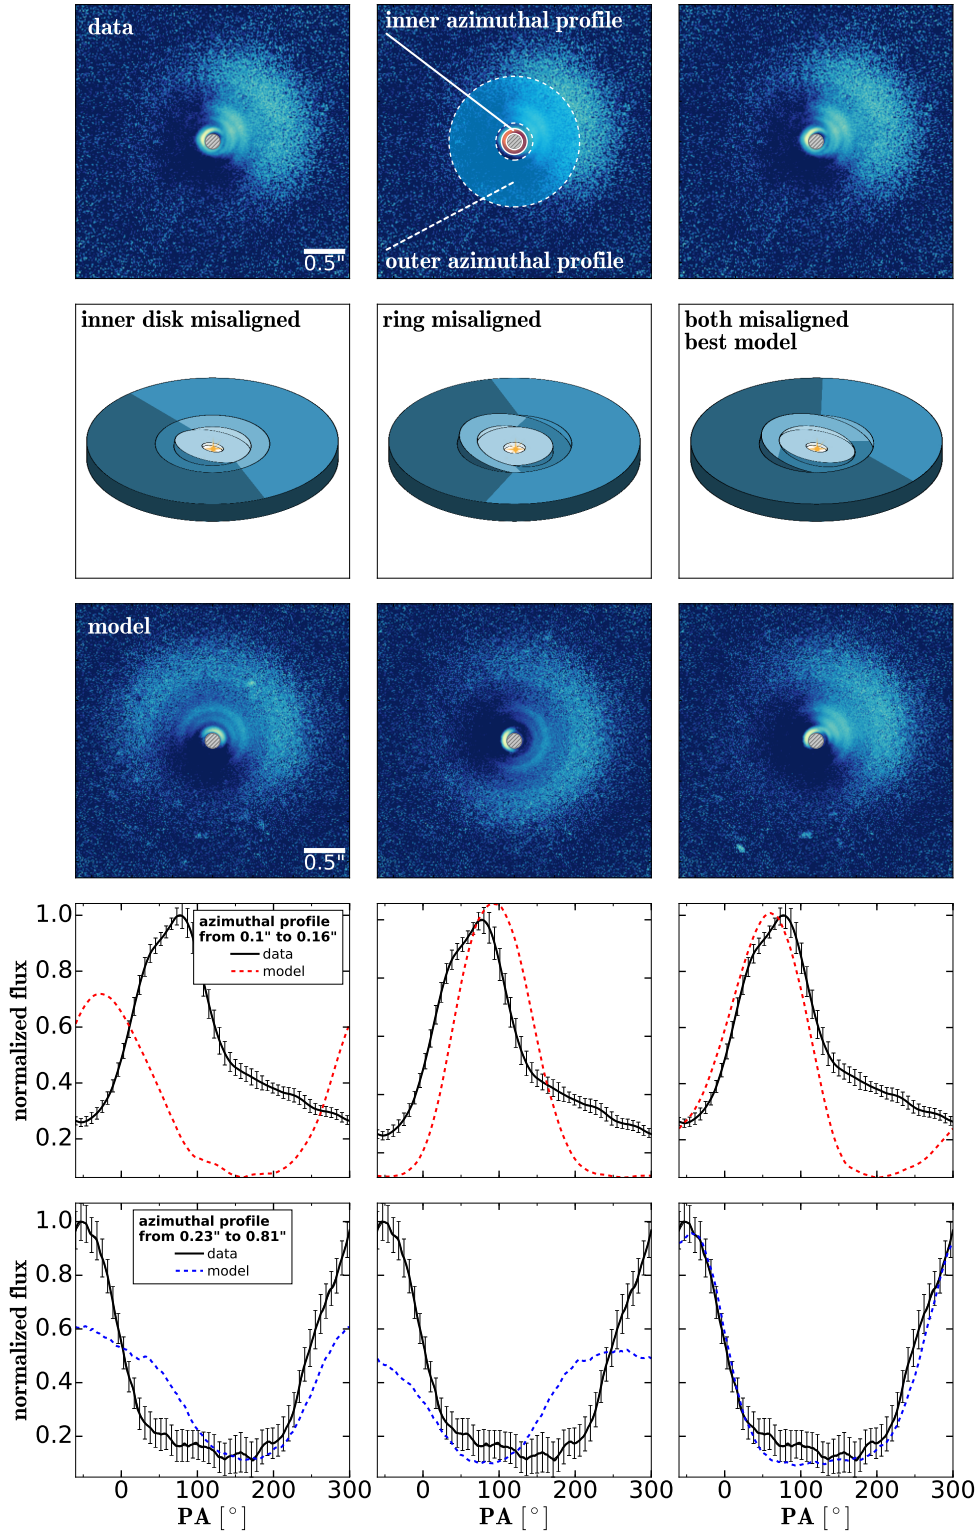 data
inner azimuthal profile
outer azimuthal profile
0.5"
inner disk misaligned
ring misaligned
both misaligned
best model
model
0.5"
normalized flux
1.0
0.8
0.6
0.4
0.2
azimuthal profile
from 0.1" to 0.16"
data
model
normalized flux
1.0
0.8
0.6
0.4
0.2
azimuthal profile
from 0.23" to 0.81"
data
model
0 100 200 300
0 100 200 300
0 100 200 300
PA [°]
PA [°]
PA [°]